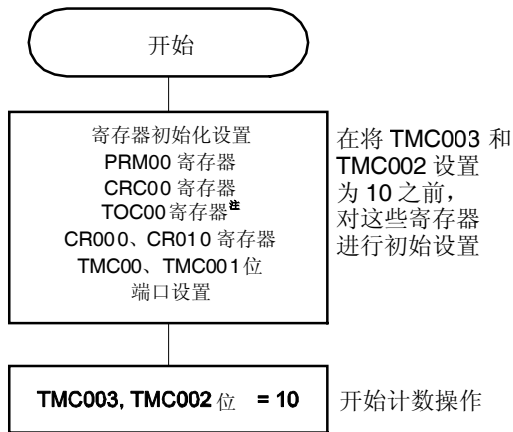 开始
寄存器初始化设置
PRM00 寄存器
CRC00 寄存器
TOC00寄存器注
CR000、CR010 寄存器
TMC00、TMC001位
端口设置
在将 TMC003 和
TMC002 设置
为 10 之前，
对这些寄存器
进行初始设置
TMC003, TMC002 位 = 10
开始计数操作